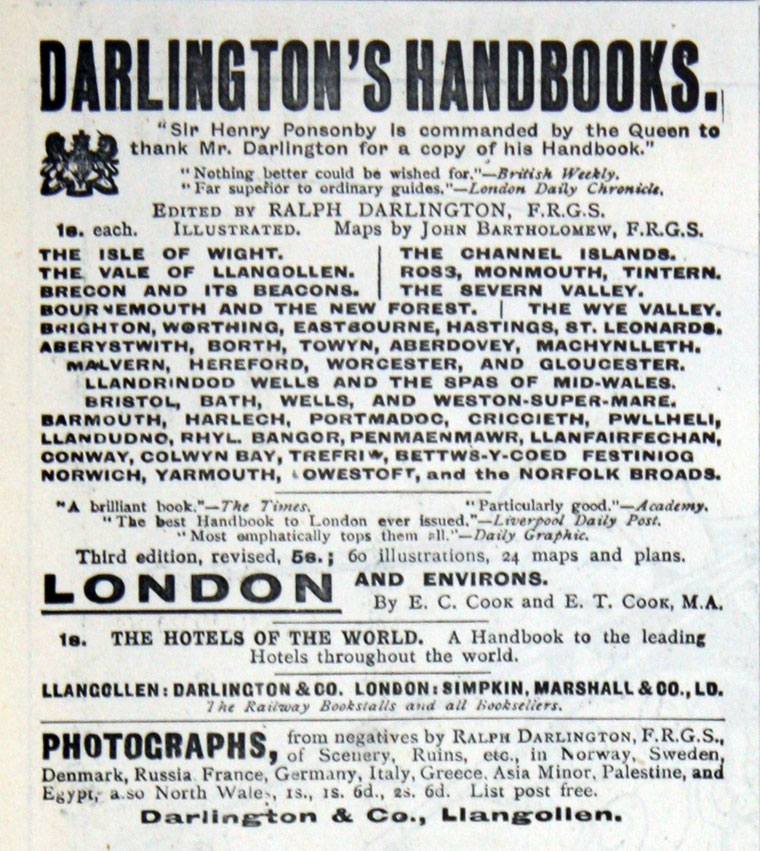 DARLINGTON'S HANDBOOKS.
"Sir Henry Ponsonby is commanded by the Queen to
thank Mr. Darlington for a copy of his Handbook."
"Nothing better could be wished for."—British Weekly.
"Far superior to ordinary guides."—London Daily Chronicle.
EDITED BY RALPH DARLINGTON, F.R.G.S.
1s. each. ILLUSTRATED. Maps by JOHN BARTHOLOMEW, F.R.G.S.
THE ISLE OF WIGHT. | THE CHANNEL ISLANDS.
THE VALE OF LLANGOLLEN. | ROSS, MONMOUTH, TINTERN.
BRECON AND ITS BEACONS. | THE SEVERN VALLEY.
BOURNEMOUTH AND THE NEW FOREST. | THE WYE VALLEY.
BRIGHTON, WORTHING, EASTBOURNE, HASTINGS, ST. LEONARDS.
ABERYSTWITH, BORTH, TOWYN, ABERDOVEY, MACHYNLLETH.
MALVERN, HEREFORD, WORCESTER, AND GLOUCESTER.
LLANDRINDOD WELLS AND THE SPAS OF MID-WALES.
BRISTOL, BATH, WELLS, AND WESTON-SUPER-MARE.
BARMOUTH, HARLECH, PORTMADOC, CRICCIETH, PWLLHELI,
LLANDUDNO, RHYL. BANGOR, PENMAENMAWR, LLANFAIRFECHAN,
CONWAY, COLWYN BAY, TREFRIW, BETTWS-Y-COED FESTINIOG
NORWICH, YARMOUTH, LOWESTOFT, and the NORFOLK BROADS.
"A brilliant book."—The Times. "Particularly good."—Academy.
"The best Handbook to London ever issued."—Liverpool Daily Post.
"Most emphatically tops them all."—Daily Graphic.
Third edition, revised, 5s.; 60 illustrations, 24 maps and plans.
LONDON AND ENVIRONS.
By E. C. COOK and E. T. COOK, M.A.
1s. THE HOTELS OF THE WORLD. A Handbook to the leading
Hotels throughout the world.
LLANGOLLEN: DARLINGTON & CO. LONDON: SIMPKIN, MARSHALL & CO., LD.
The Railway Bookstalls and all Booksellers.
PHOTOGRAPHS, from negatives by RALPH DARLINGTON, F.R.G.S.,
of Scenery, Ruins, etc., in Norway, Sweden,
Denmark, Russia. France, Germany, Italy, Greece, Asia Minor, Palestine, and
Egypt, also North Wales, 1s., 1s. 6d., 2s. 6d. List post free.
Darlington & Co., Llangollen.